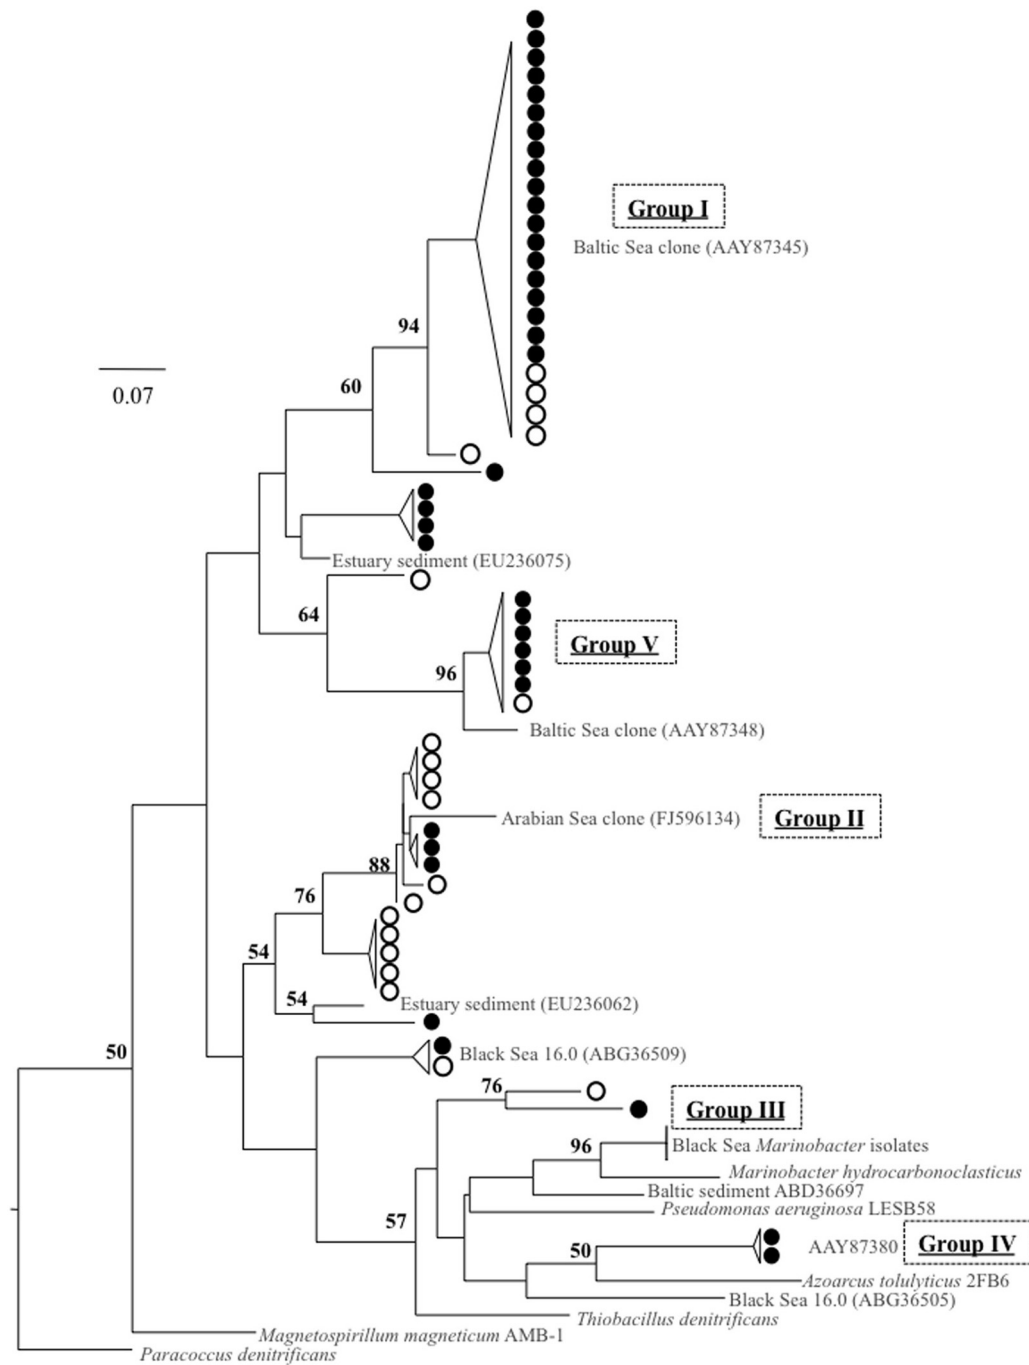 Group I
Baltic Sea clone (AAY87345)
94
60
0.07
Estuary sediment (EU236075)
64
Group V
96
Baltic Sea clone (AAY87348)
Arabian Sea clone (FJ596134)
Group II
88
76
54
54
Estuary sediment (EU236062)
50
Black Sea 16.0 (ABG36509)
76
Group III
96
Black Sea Marinobacter isolates
Marinobacter hydrocarbonoclasticus
Baltic sediment ABD36697
Pseudomonas aeruginosa LESB58
57
50
AAY87380
Group IV
Azoarcus tolulyticus 2FB6
Black Sea 16.0 (ABG36505)
Thiobacillus denitrificans
Magnetospirillum magneticum AMB-1
Paracoccus denitrificans